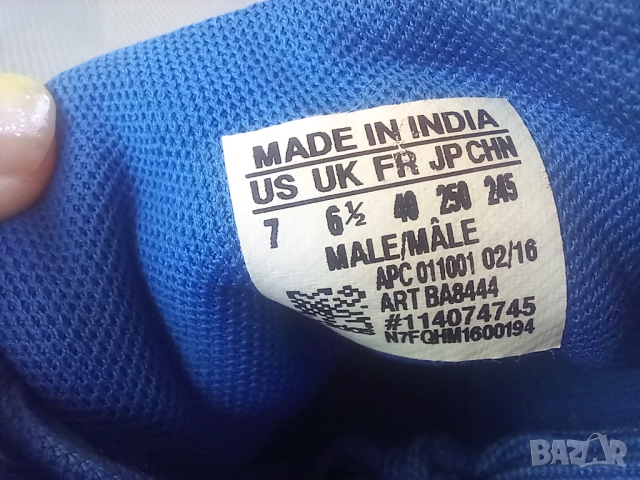 MADE IN INDIA
US UK FR JP CHN
7 6½ 40 250 245
MALE/MÂLE
APC 011001 02/16
ART BA8444
#114074745
N7FQHM1600194
BAZAR